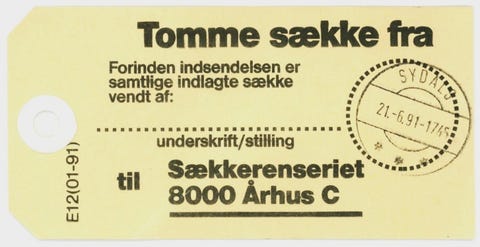 Tomme sække fra
Forinden indsendelsen er
samtlige indlagte sække
vendt af:
underskrift/stilling
til
Sækkerenseriet
8000 Århus C
E12(01-91)
SYDALS
21.-6.91-1745